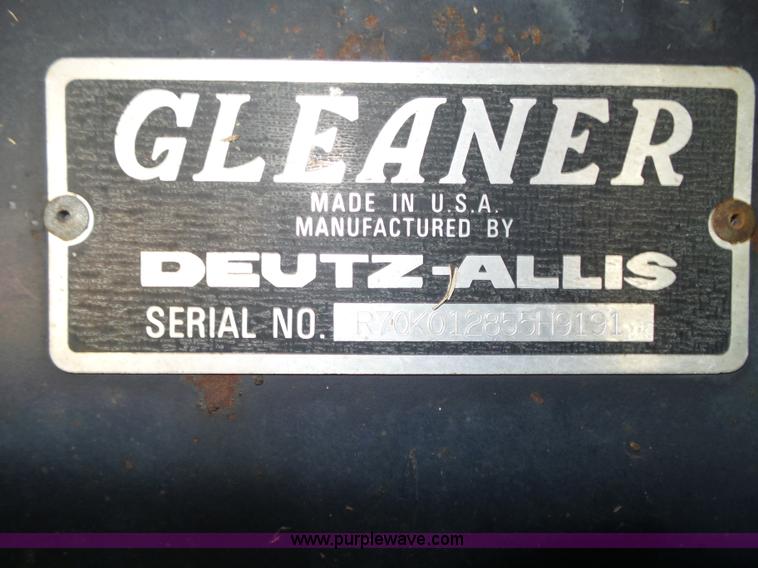 GLEANER
MADE IN U.S.A.
MANUFACTURED BY
DEUTZ-ALLIS
SERIAL NO. R70K012855H9191
www.purplewave.com